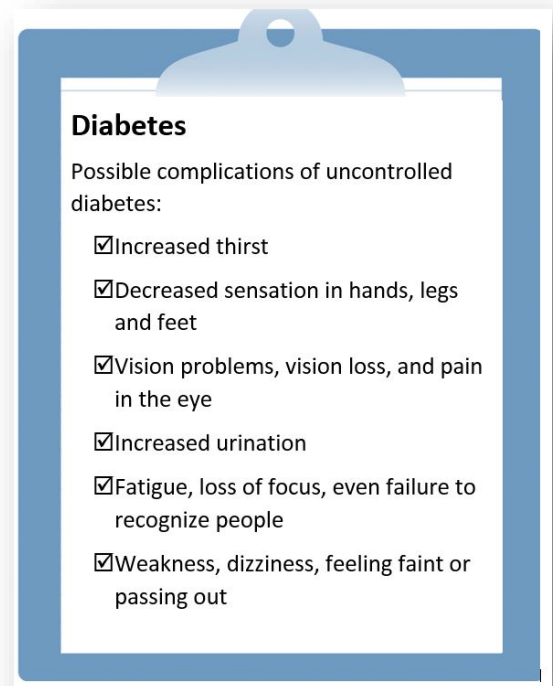 Diabetes
Possible complications of uncontrolled
diabetes:
☑Increased thirst
☑Decreased sensation in hands, legs
and feet
☑Vision problems, vision loss, and pain
in the eye
☑Increased urination
☑Fatigue, loss of focus, even failure to
recognize people
☑Weakness, dizziness, feeling faint or
passing out